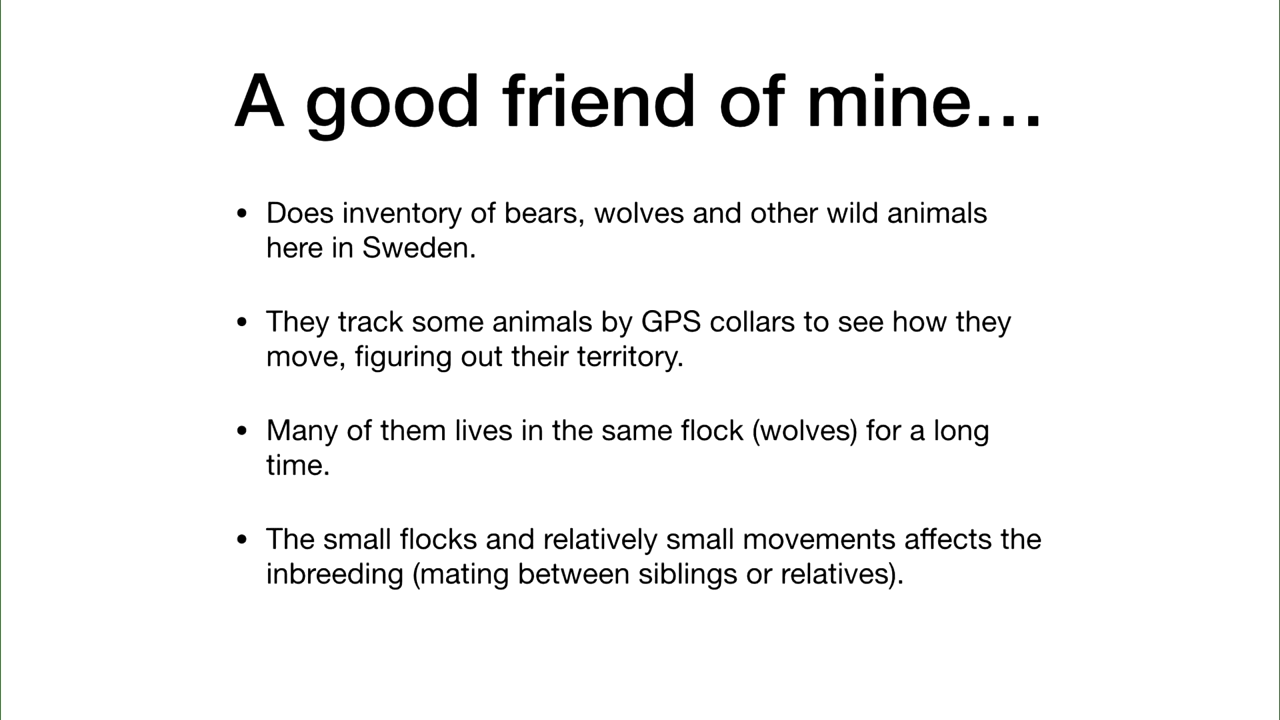 A good friend of mine…
• Does inventory of bears, wolves and other wild animals
here in Sweden.
• They track some animals by GPS collars to see how they
move, figuring out their territory.
• Many of them lives in the same flock (wolves) for a long
time.
• The small flocks and relatively small movements affects the
inbreeding (mating between siblings or relatives).